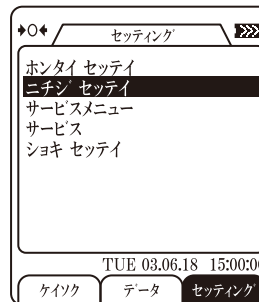 セッティング
ホンタイ セッテイ
ニチジ セッテイ
サービスメニュー
サービス
ショキ セッテイ
TUE 03.06.18 15:00:00
ケイソク データ セッティング